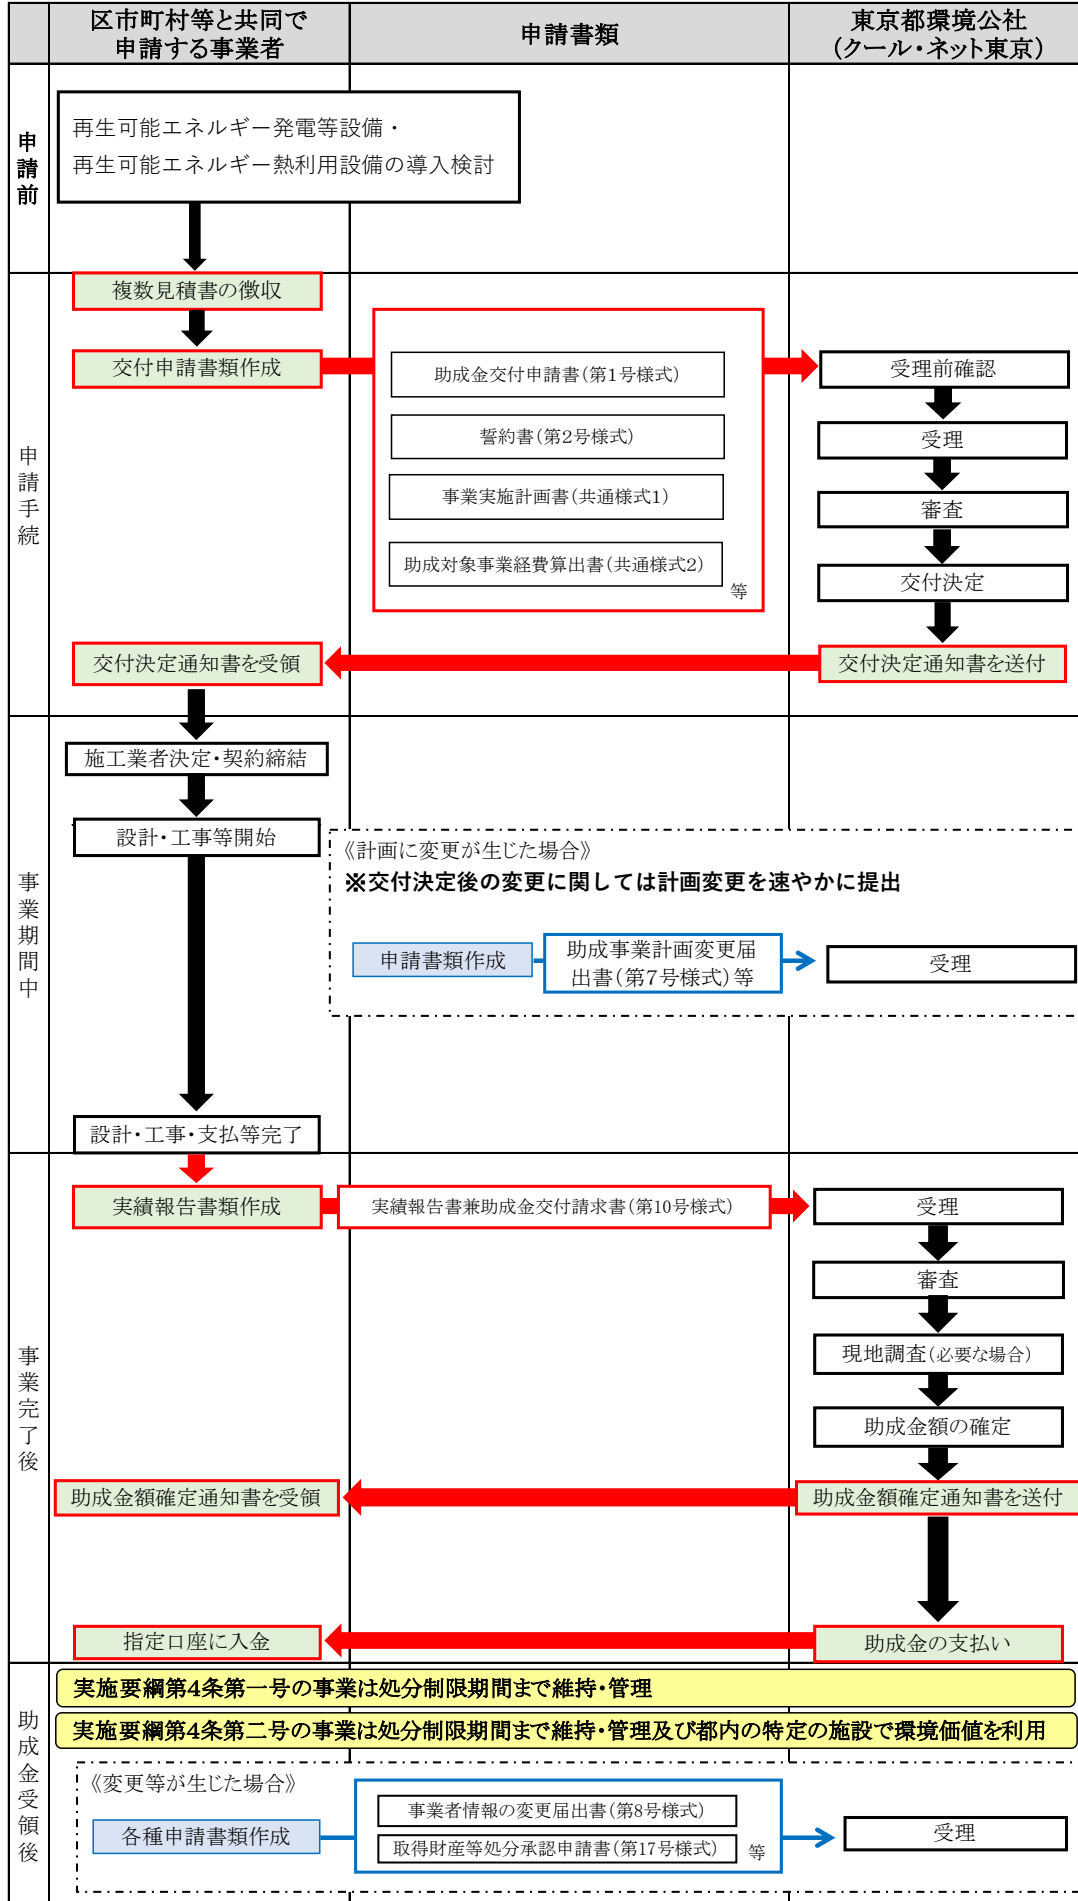 区市町村等と共同で
申請する事業者
申請書類
東京都環境公社
(クール・ネット東京)
申請前
再生可能エネルギー発電等設備・
再生可能エネルギー熱利用設備の導入検討
申請手続
複数見積書の徴収
交付申請書類作成
助成金交付申請書(第1号様式)
誓約書(第2号様式)
事業実施計画書(共通様式1)
助成対象事業経費算出書(共通様式2)
等
受理前確認
受理
審査
交付決定
交付決定通知書を送付
交付決定通知書を受領
事業期間中
施工業者決定・契約締結
設計・工事等開始
《計画に変更が生じた場合》
※交付決定後の変更に関しては計画変更を速やかに提出
申請書類作成
助成事業計画変更届
出書(第7号様式)等
受理
設計・工事・支払等完了
事業完了後
実績報告書類作成
実績報告書兼助成金交付請求書(第10号様式)
受理
審査
現地調査(必要な場合)
助成金額の確定
助成金額確定通知書を送付
助成金額確定通知書を受領
助成金の支払い
指定口座に入金
助成金受領後
実施要綱第4条第一号の事業は処分制限期間まで維持・管理
実施要綱第4条第二号の事業は処分制限期間まで維持・管理及び都内の特定の施設で環境価値を利用
《変更等が生じた場合》
各種申請書類作成
事業者情報の変更届出書(第8号様式)
取得財産等処分承認申請書(第17号様式)
等
受理